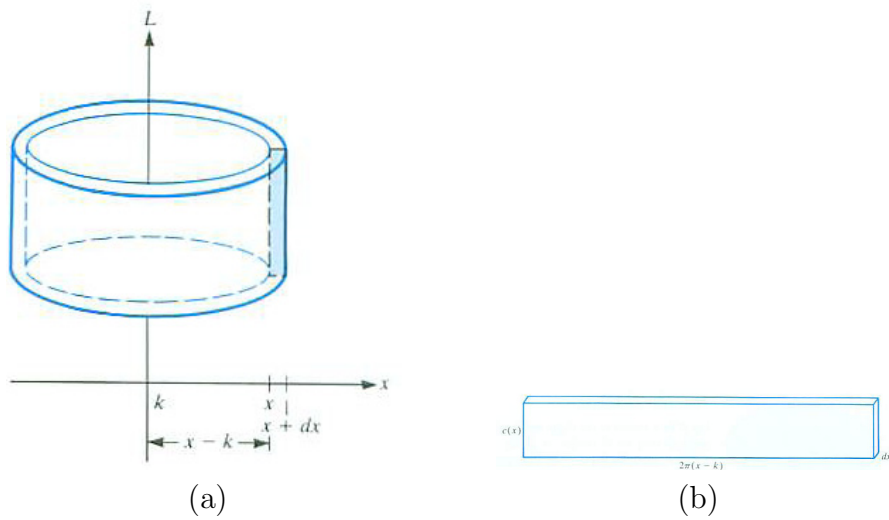 L
x
k
x
x + dx
x − k
c(x)
2π(x − k)
dx
(a)
(b)